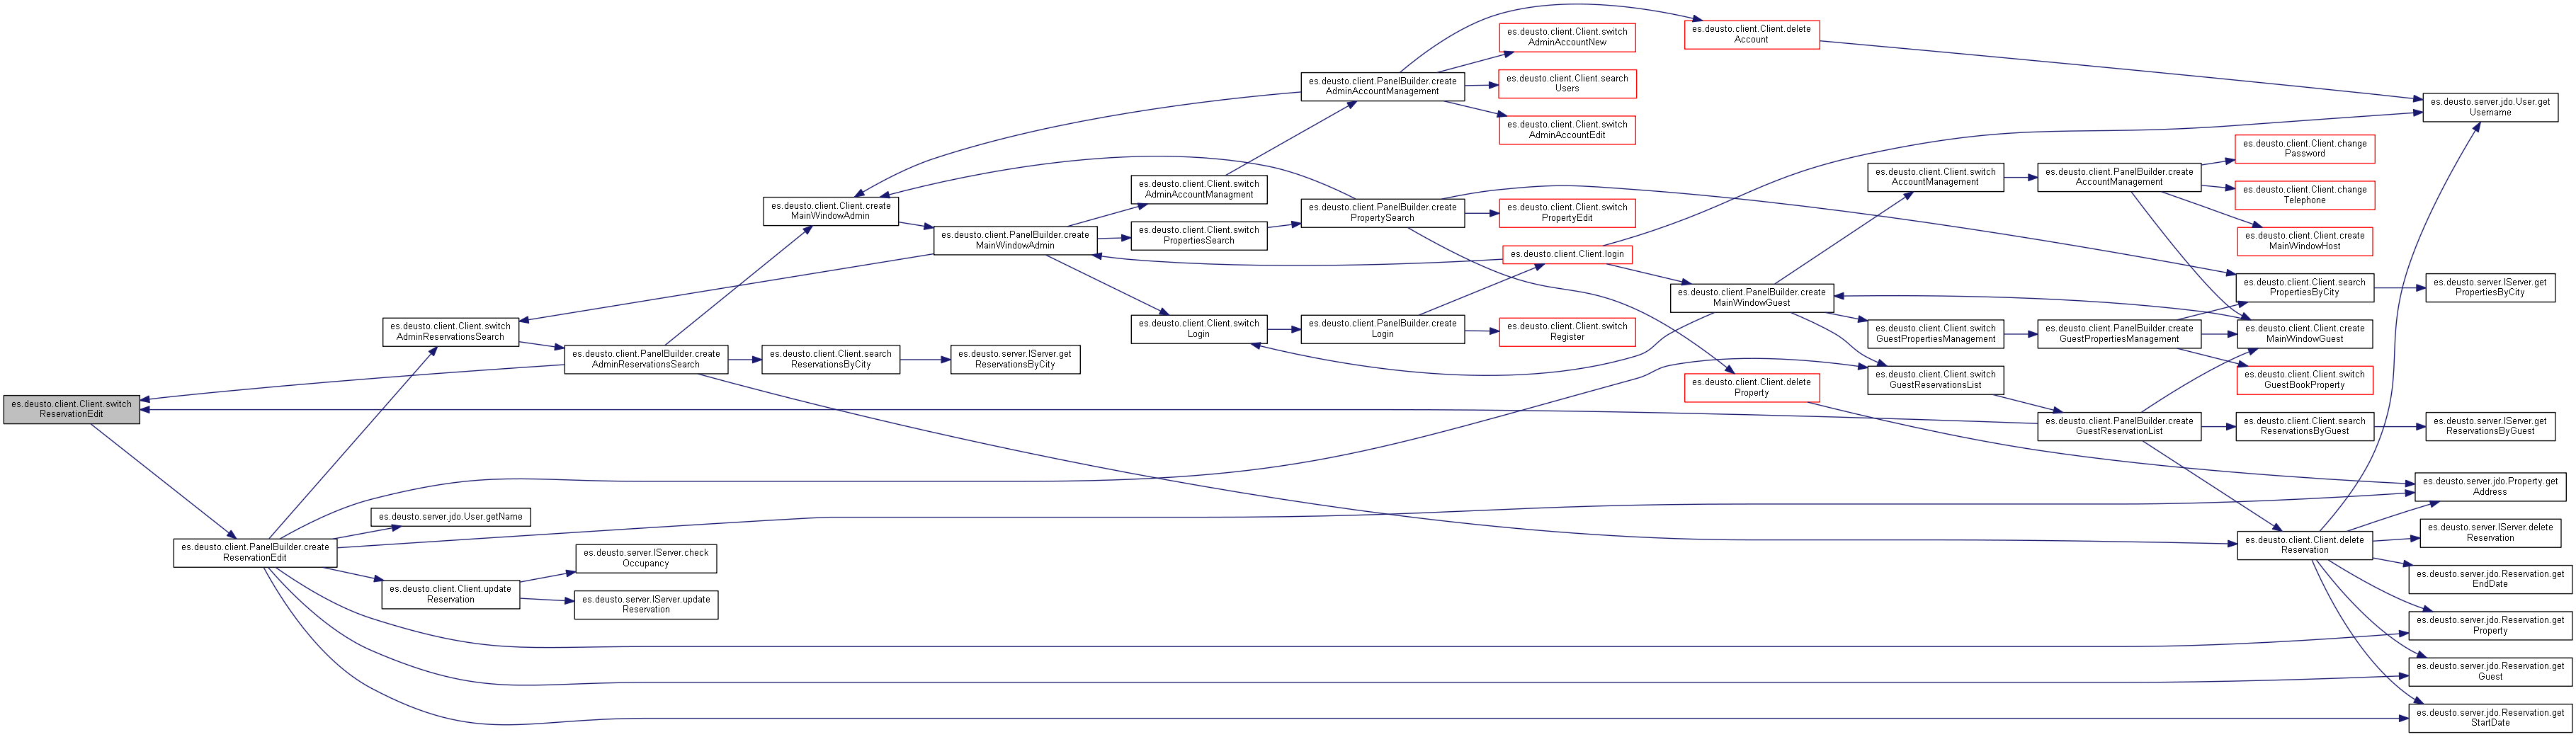 es.deusto.client.Client.switch
ReservationEdit
es.deusto.client.PanelBuilder.create
ReservationEdit
es.deusto.client.Client.switch
AdminReservationsSearch
es.deusto.server.jdo.User.getName
es.deusto.client.Client.update
Reservation
es.deusto.client.PanelBuilder.create
AdminReservationsSearch
es.deusto.server.IServer.check
Occupancy
es.deusto.server.IServer.update
Reservation
es.deusto.client.Client.create
MainWindowAdmin
es.deusto.client.Client.search
ReservationsByCity
es.deusto.client.PanelBuilder.create
MainWindowAdmin
es.deusto.server.IServer.get
ReservationsByCity
es.deusto.client.Client.switch
AdminAccountManagment
es.deusto.client.Client.switch
PropertiesSearch
es.deusto.client.Client.switch
Login
es.deusto.client.PanelBuilder.create
AdminAccountManagement
es.deusto.client.PanelBuilder.create
PropertySearch
es.deusto.client.PanelBuilder.create
Login
es.deusto.client.Client.switch
AdminAccountNew
es.deusto.client.Client.search
Users
es.deusto.client.Client.switch
AdminAccountEdit
es.deusto.client.Client.switch
PropertyEdit
es.deusto.client.Client.login
es.deusto.client.Client.switch
Register
es.deusto.client.Client.delete
Account
es.deusto.client.PanelBuilder.create
MainWindowGuest
es.deusto.client.Client.delete
Property
es.deusto.client.Client.switch
AccountManagement
es.deusto.client.Client.switch
GuestPropertiesManagement
es.deusto.client.Client.switch
GuestReservationsList
es.deusto.client.PanelBuilder.create
AccountManagement
es.deusto.client.PanelBuilder.create
GuestPropertiesManagement
es.deusto.client.PanelBuilder.create
GuestReservationList
es.deusto.client.Client.change
Password
es.deusto.client.Client.change
Telephone
es.deusto.client.Client.create
MainWindowHost
es.deusto.client.Client.search
PropertiesByCity
es.deusto.client.Client.create
MainWindowGuest
es.deusto.client.Client.switch
GuestBookProperty
es.deusto.client.Client.search
ReservationsByGuest
es.deusto.client.Client.delete
Reservation
es.deusto.server.jdo.User.get
Username
es.deusto.server.IServer.get
PropertiesByCity
es.deusto.server.IServer.get
ReservationsByGuest
es.deusto.server.jdo.Property.get
Address
es.deusto.server.IServer.delete
Reservation
es.deusto.server.jdo.Reservation.get
EndDate
es.deusto.server.jdo.Reservation.get
Property
es.deusto.server.jdo.Reservation.get
Guest
es.deusto.server.jdo.Reservation.get
StartDate